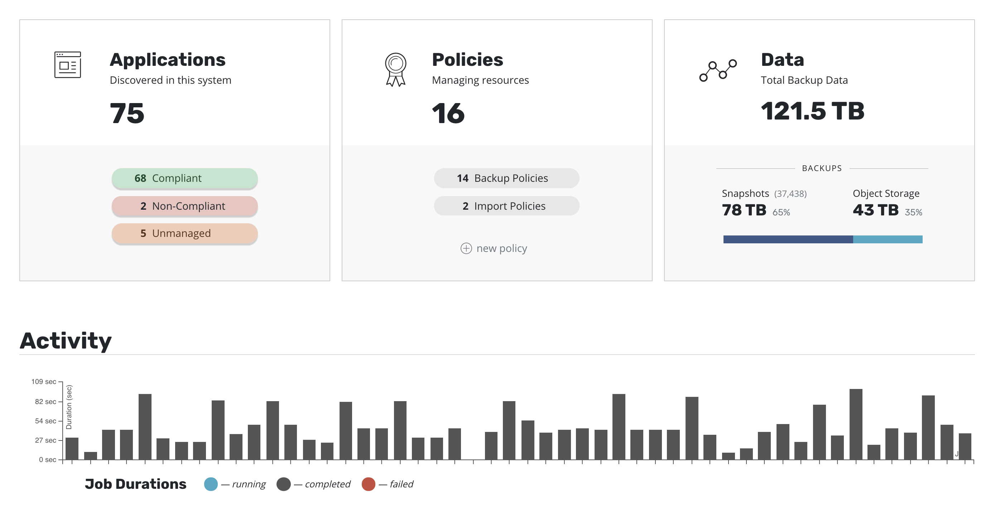 Applications
Discovered in this system
75
68 Compliant
2 Non-Compliant
5 Unmanaged
Policies
Managing resources
16
14 Backup Policies
2 Import Policies
new policy
Data
Total Backup Data
121.5 TB
BACKUPS
Snapshots (37,438)
78 TB 65%
Object Storage
43 TB 35%
Activity
109 sec
82 sec
54 sec
27 sec
0 sec
Duration (sec)
Job Durations — running — completed — failed